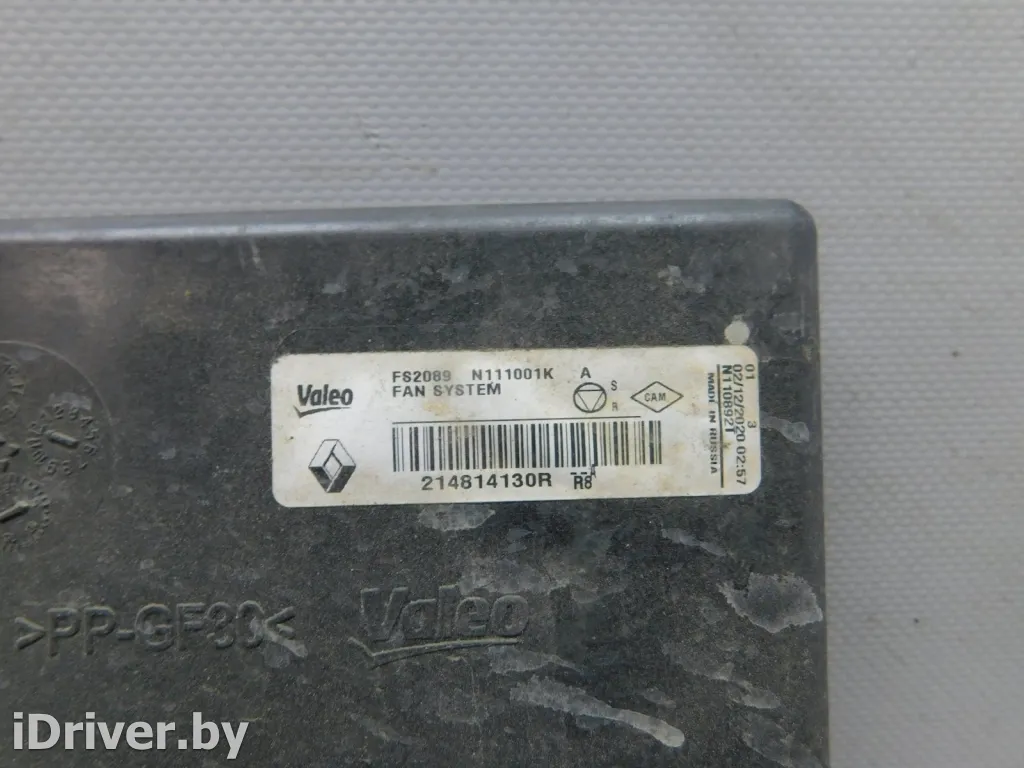 Valeo
FS2089 N111001K A
FAN SYSTEM
S
R
CAM
214814130R R8
A
01 3
02/12/2020 02:57
N110892T
MADE IN RUSSIA
>PP-GF30<
Valeo
iDriver.by